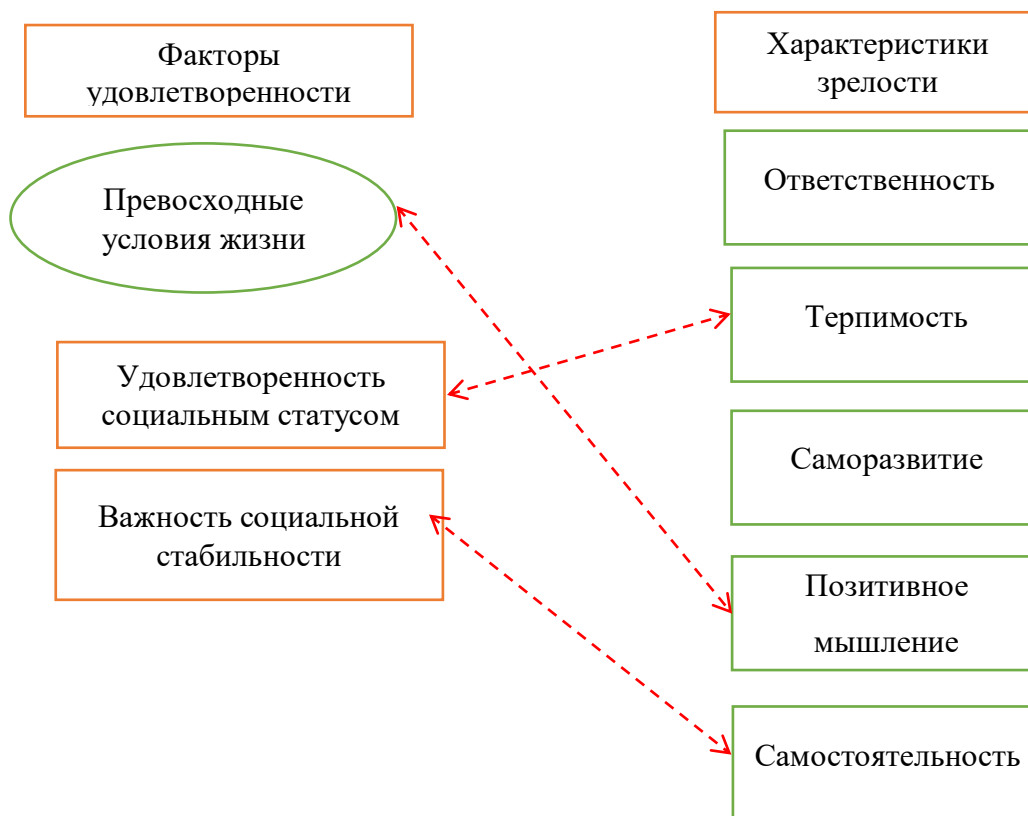 Факторы
удовлетворенности
Превосходные
условия жизни
Удовлетворенность
социальным статусом
Важность социальной
стабильности
Характеристики
зрелости
Ответственность
Терпимость
Саморазвитие
Позитивное
мышление
Самостоятельность